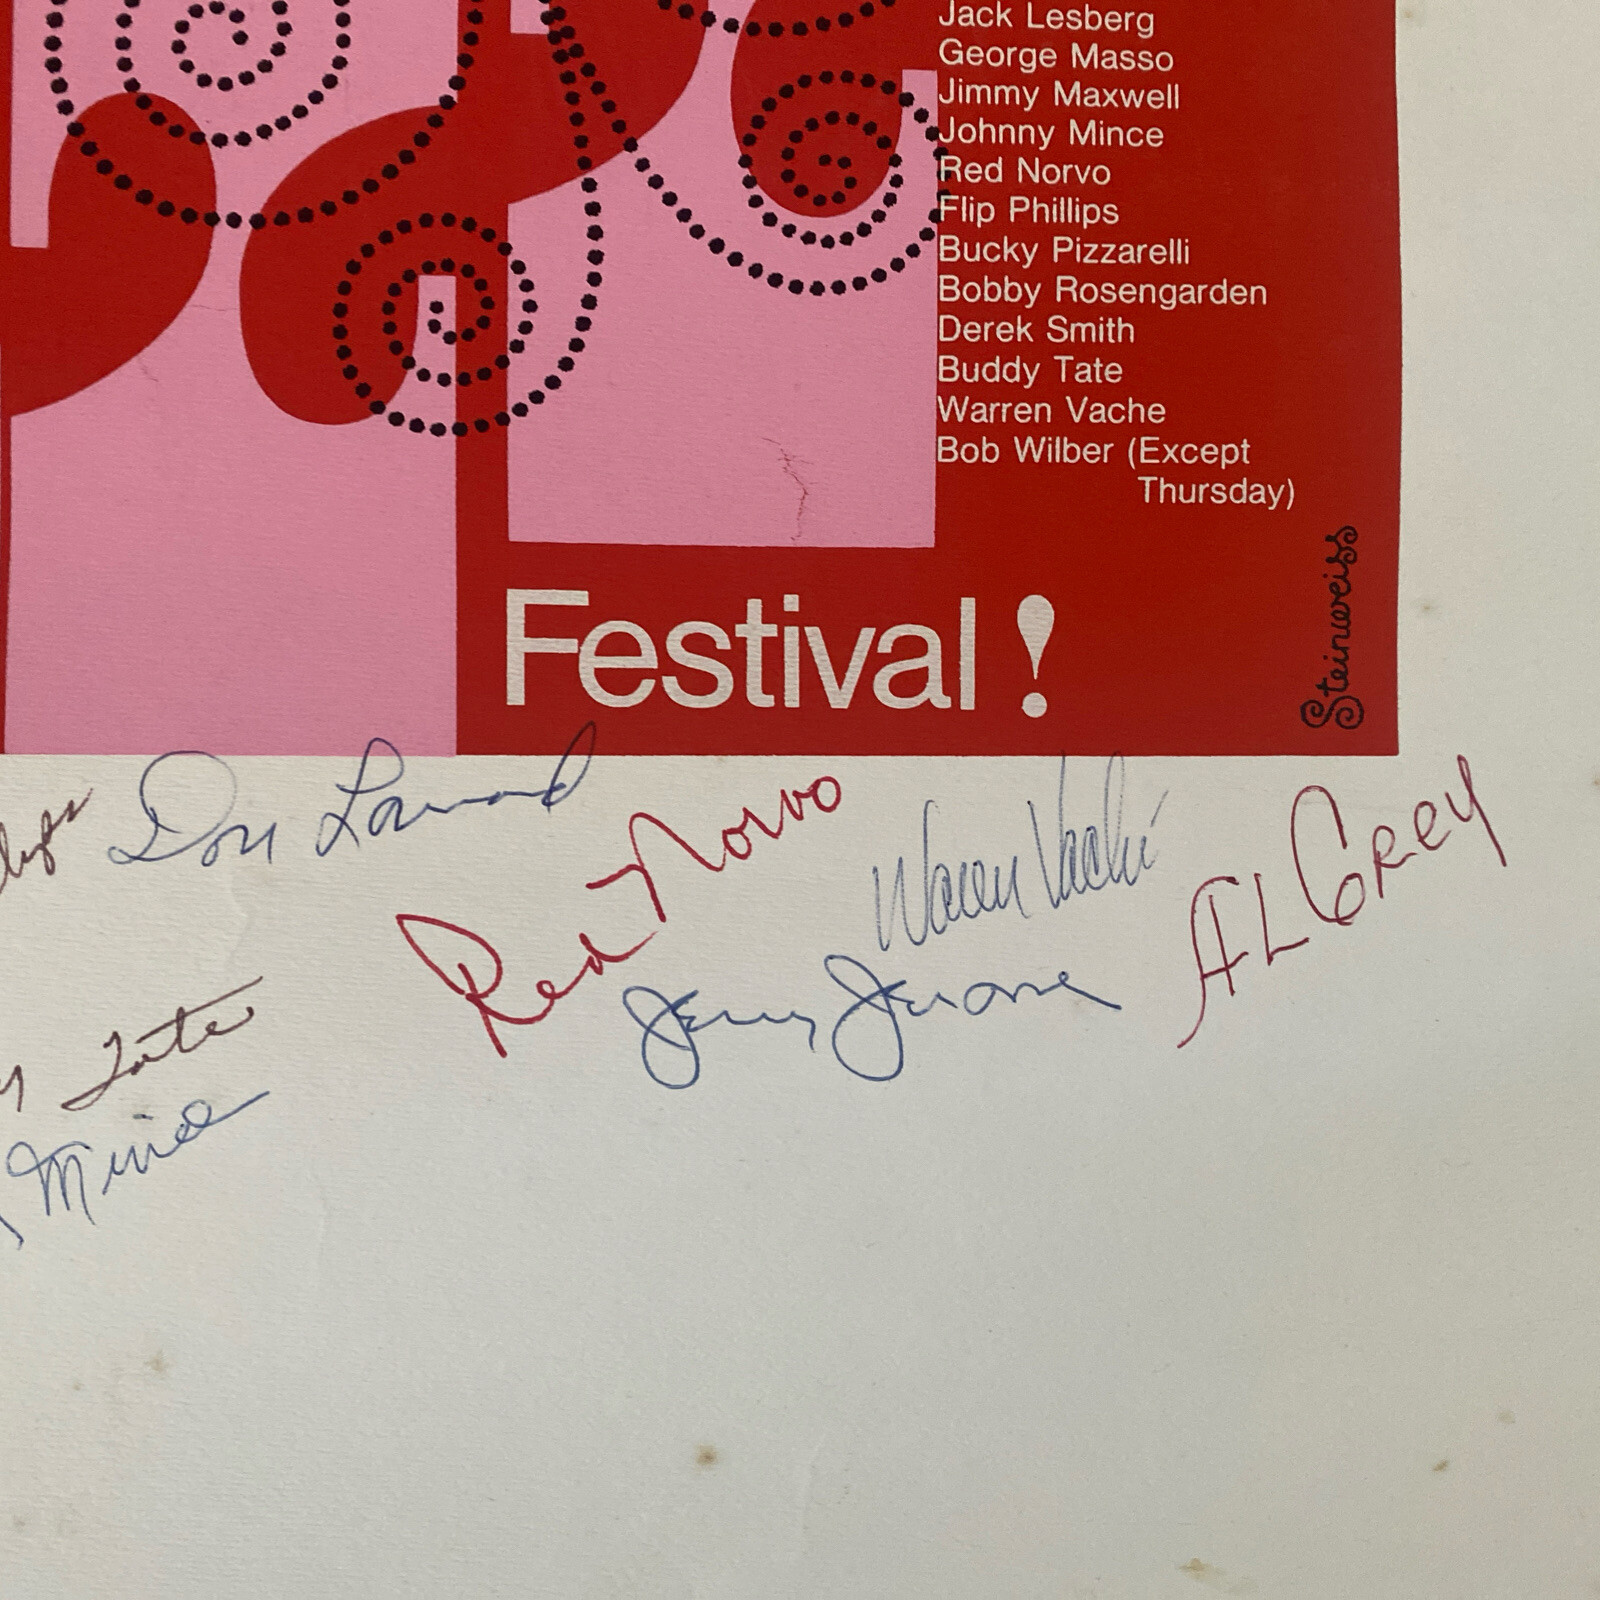 Jack Lesberg
George Masso
Jimmy Maxwell
Johnny Mince
Red Norvo
Flip Phillips
Bucky Pizzarelli
Bobby Rosengarden
Derek Smith
Buddy Tate
Warren Vache
Bob Wilber (Except
Thursday)
Festival!
Steinweiss
Don Lamond
Red Norvo
Warren Vaché
AL GREY
Tate
Mince
Jerry Jerome